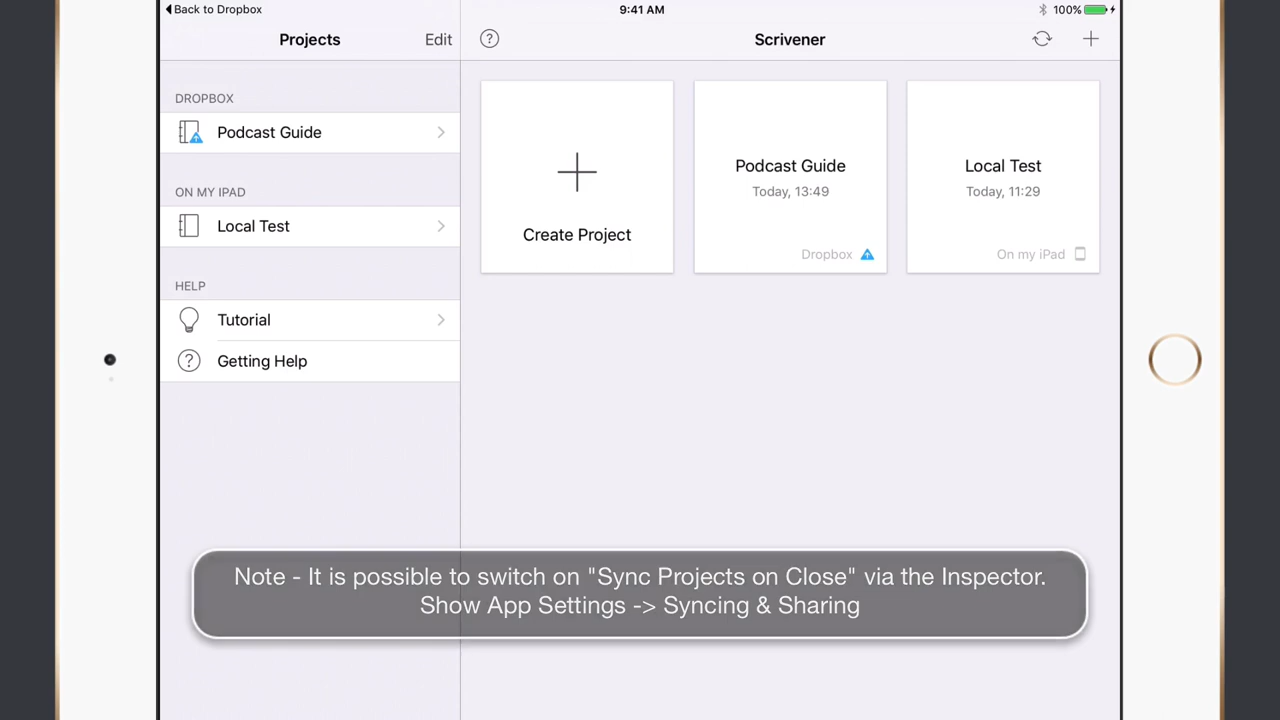 Back to Dropbox
9:41 AM
100%
Projects
Edit
?
Scrivener
DROPBOX
Podcast Guide
ON MY IPAD
Local Test
HELP
Tutorial
? Getting Help
Create Project
Podcast Guide
Today, 13:49
Dropbox
Local Test
Today, 11:29
On my iPad
Note - It is possible to switch on "Sync Projects on Close" via the Inspector.
Show App Settings -> Syncing & Sharing